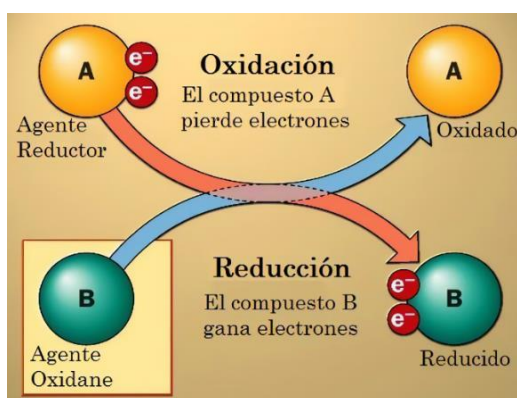 A
e⁻
e⁻
Agente
Reductor
Oxidación
El compuesto A
pierde electrones
A
Oxidado
B
Agente
Oxidane
Reducción
El compuesto B
gana electrones
e⁻
e⁻
B
Reducido